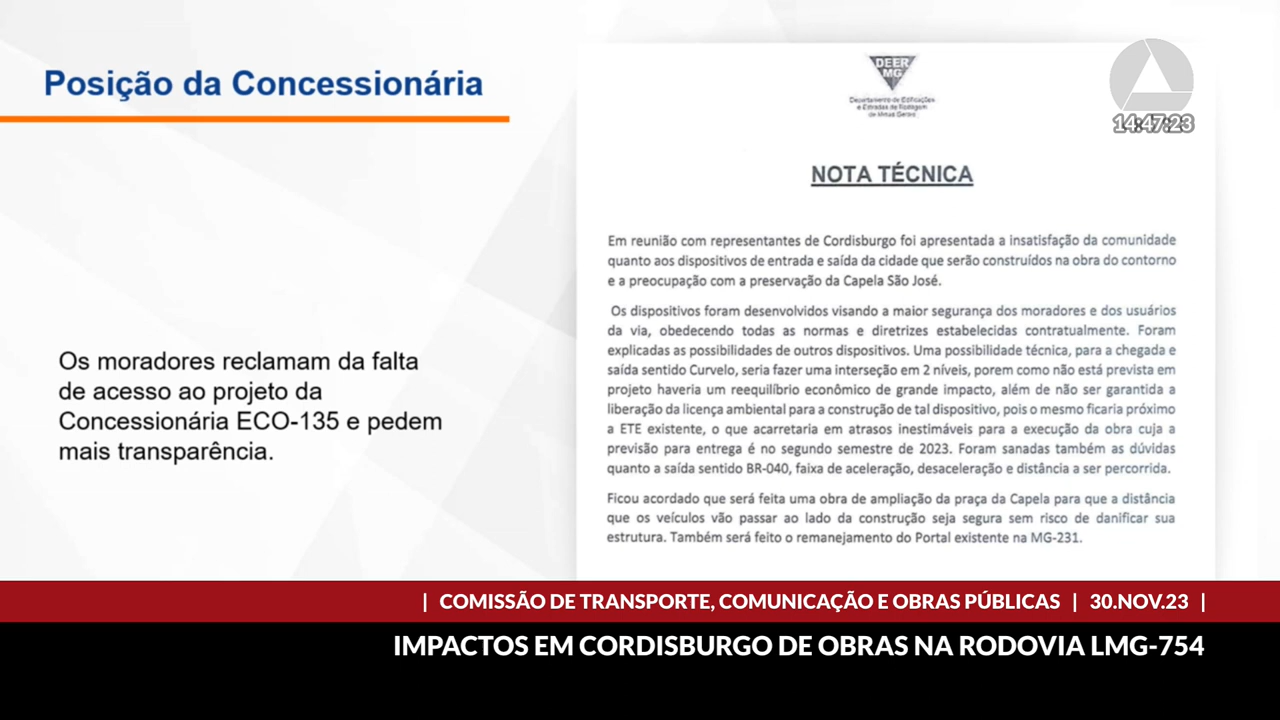 Posição da Concessionária
Os moradores reclamam da falta
de acesso ao projeto da
Concessionária ECO-135 e pedem
mais transparência.
DEER
MG
Departamento de Edificações
e Estradas de Rodagem
de Minas Gerais
14:47:23
NOTA TÉCNICA
Em reunião com representantes de Cordisburgo foi apresentada a insatisfação da comunidade
quanto aos dispositivos de entrada e saída da cidade que serão construídos na obra do contorno
e a preocupação com a preservação da Capela São José.
Os dispositivos foram desenvolvidos visando a maior segurança dos moradores e dos usuários
da via, obedecendo todas as normas e diretrizes estabelecidas contratualmente. Foram
explicadas as possibilidades de outros dispositivos. Uma possibilidade técnica, para a chegada e
saída sentido Curvelo, seria fazer uma interseção em 2 níveis, porem como não está prevista em
projeto haveria um reequilíbrio econômico de grande impacto, além de não ser garantida a
liberação da licença ambiental para a construção de tal dispositivo, pois o mesmo ficaria próximo
a ETE existente, o que acarretaria em atrasos inestimáveis para a execução da obra cuja a
previsão para entrega é no segundo semestre de 2023. Foram sanadas também as dúvidas
quanto a saída sentido BR-040, faixa de aceleração, desaceleração e distância a ser percorrida.
Ficou acordado que será feita uma obra de ampliação da praça da Capela para que a distância
que os veículos vão passar ao lado da construção seja segura sem risco de danificar sua
estrutura. Também será feito o remanejamento do Portal existente na MG-231.
| COMISSÃO DE TRANSPORTE, COMUNICAÇÃO E OBRAS PÚBLICAS | 30.NOV.23 |
IMPACTOS EM CORDISBURGO DE OBRAS NA RODOVIA LMG-754